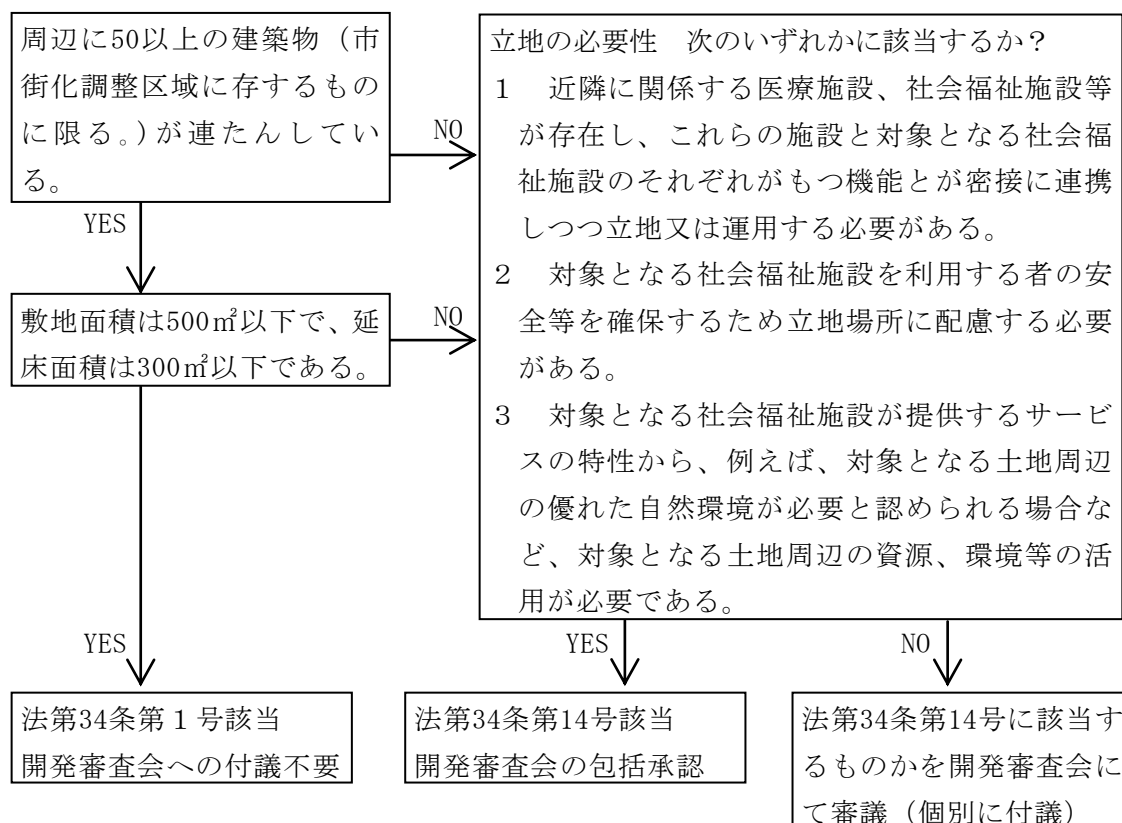 周辺に50以上の建築物（市
街化調整区域に存するもの
に限る。）が連たんしてい
る。
NO
YES
敷地面積は500㎡以下で、延
床面積は300㎡以下である。
NO
立地の必要性　次のいずれかに該当するか？
１　近隣に関係する医療施設、社会福祉施設等
が存在し、これらの施設と対象となる社会福
祉施設のそれぞれがもつ機能とが密接に連携
しつつ立地又は運用する必要がある。
２　対象となる社会福祉施設を利用する者の安
全等を確保するため立地場所に配慮する必要
がある。
３　対象となる社会福祉施設が提供するサービ
スの特性から、例えば、対象となる土地周辺
の優れた自然環境が必要と認められる場合な
ど、対象となる土地周辺の資源、環境等の活
用が必要である。
YES
YES
NO
法第34条第１号該当
開発審査会への付議不要
法第34条第14号該当
開発審査会の包括承認
法第34条第14号に該当す
るものかを開発審査会に
て審議（個別に付議）